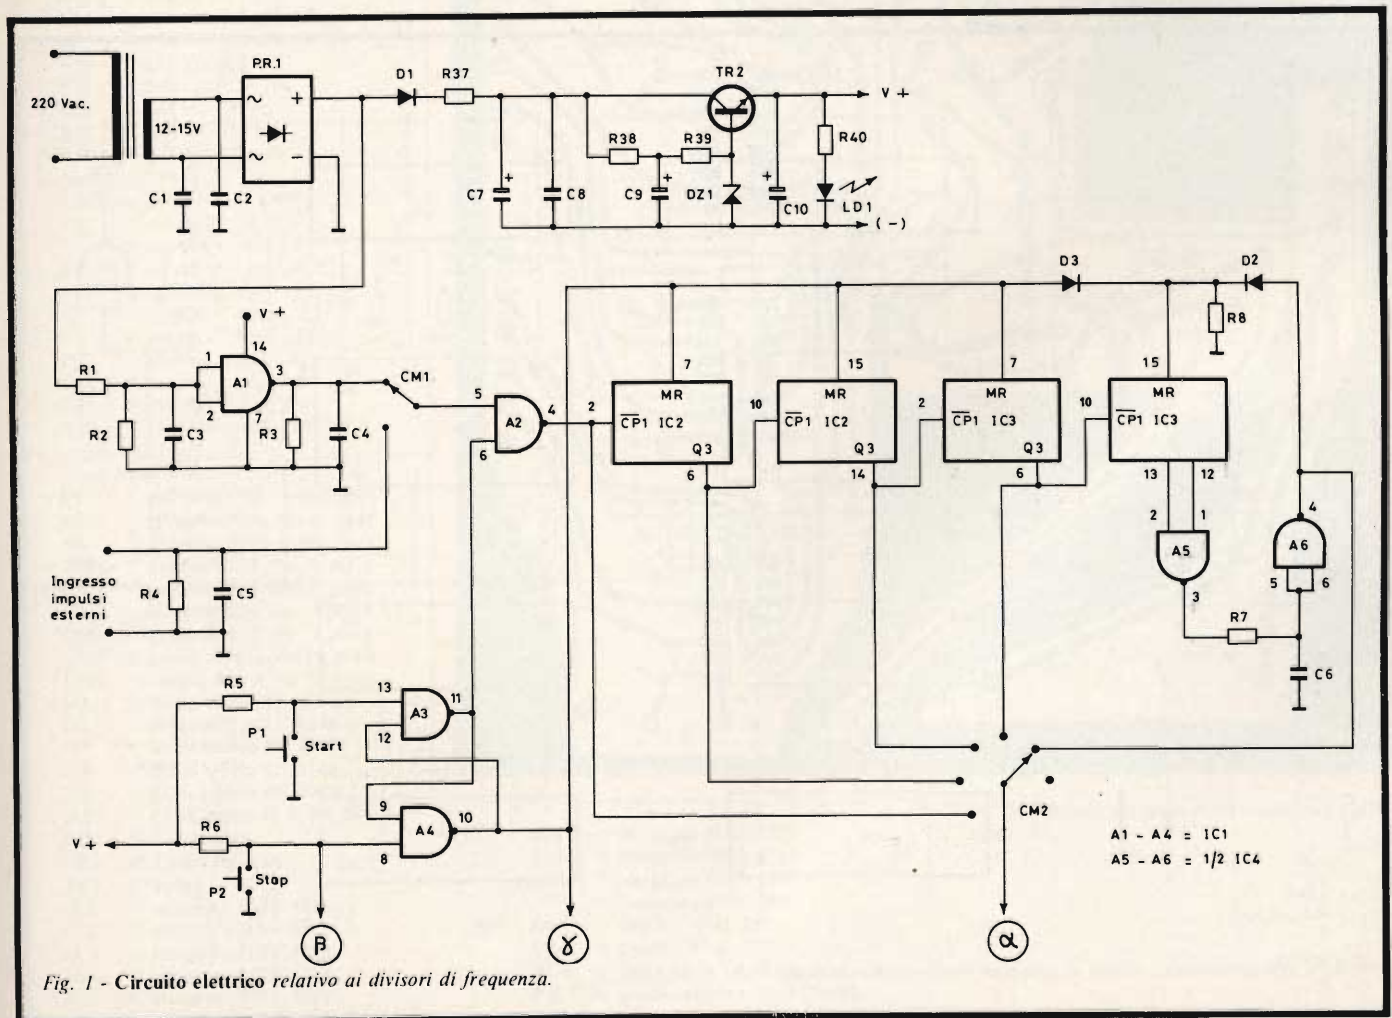 P.R.1
220 Vac.
12-15V
~ +
~ -
C1
C2
D1
R37
TR2
V +
R38
R39
R40
+
C7
C8
+
C9
DZ1
+
C10
LD1
(-)
V +
14
R1
1
2
A1
3
7
R2
C3
R3
C4
CM1
5
6
A2
4
D3
D2
R8
2
7
MR
CP1 IC2
Q3
6
10
15
MR
CP1 IC2
Q3
14
2
7
MR
CP1 IC3
Q3
6
10
15
MR
CP1 IC3
13
12
2
1
A5
3
4
A6
5
6
R7
C6
Ingresso
impulsi
esterni
R4
C5
R5
P1
Start
13
12
A3
11
9
8
A4
10
V +
R6
P2
Stop
CM2
A1 - A4 = IC1
A5 - A6 = 1/2 IC4
β
γ
α
Fig. 1 - Circuito elettrico relativo ai divisori di frequenza.